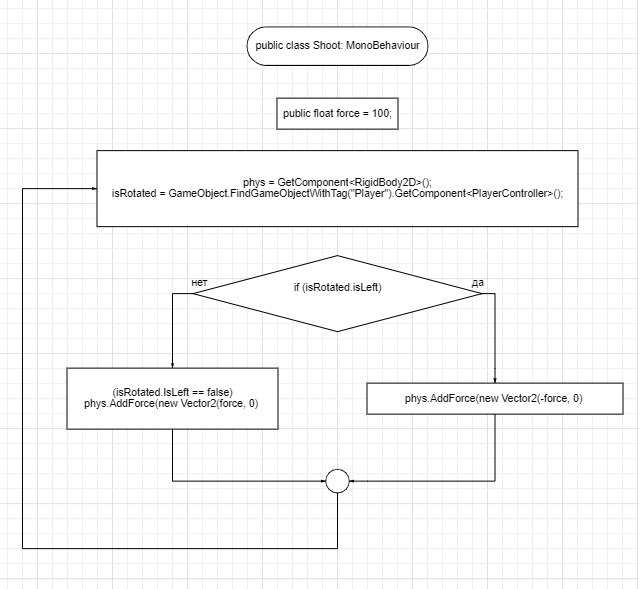 public class Shoot: MonoBehaviour
public float force = 100;
phys = GetComponent<RigidBody2D>();
isRotated = GameObject.FindGameObjectWithTag("Player").GetComponent<PlayerController>();
нет
if (isRotated.isLeft)
да
(isRotated.IsLeft == false)
phys.AddForce(new Vector2(force, 0)
phys.AddForce(new Vector2(-force, 0)